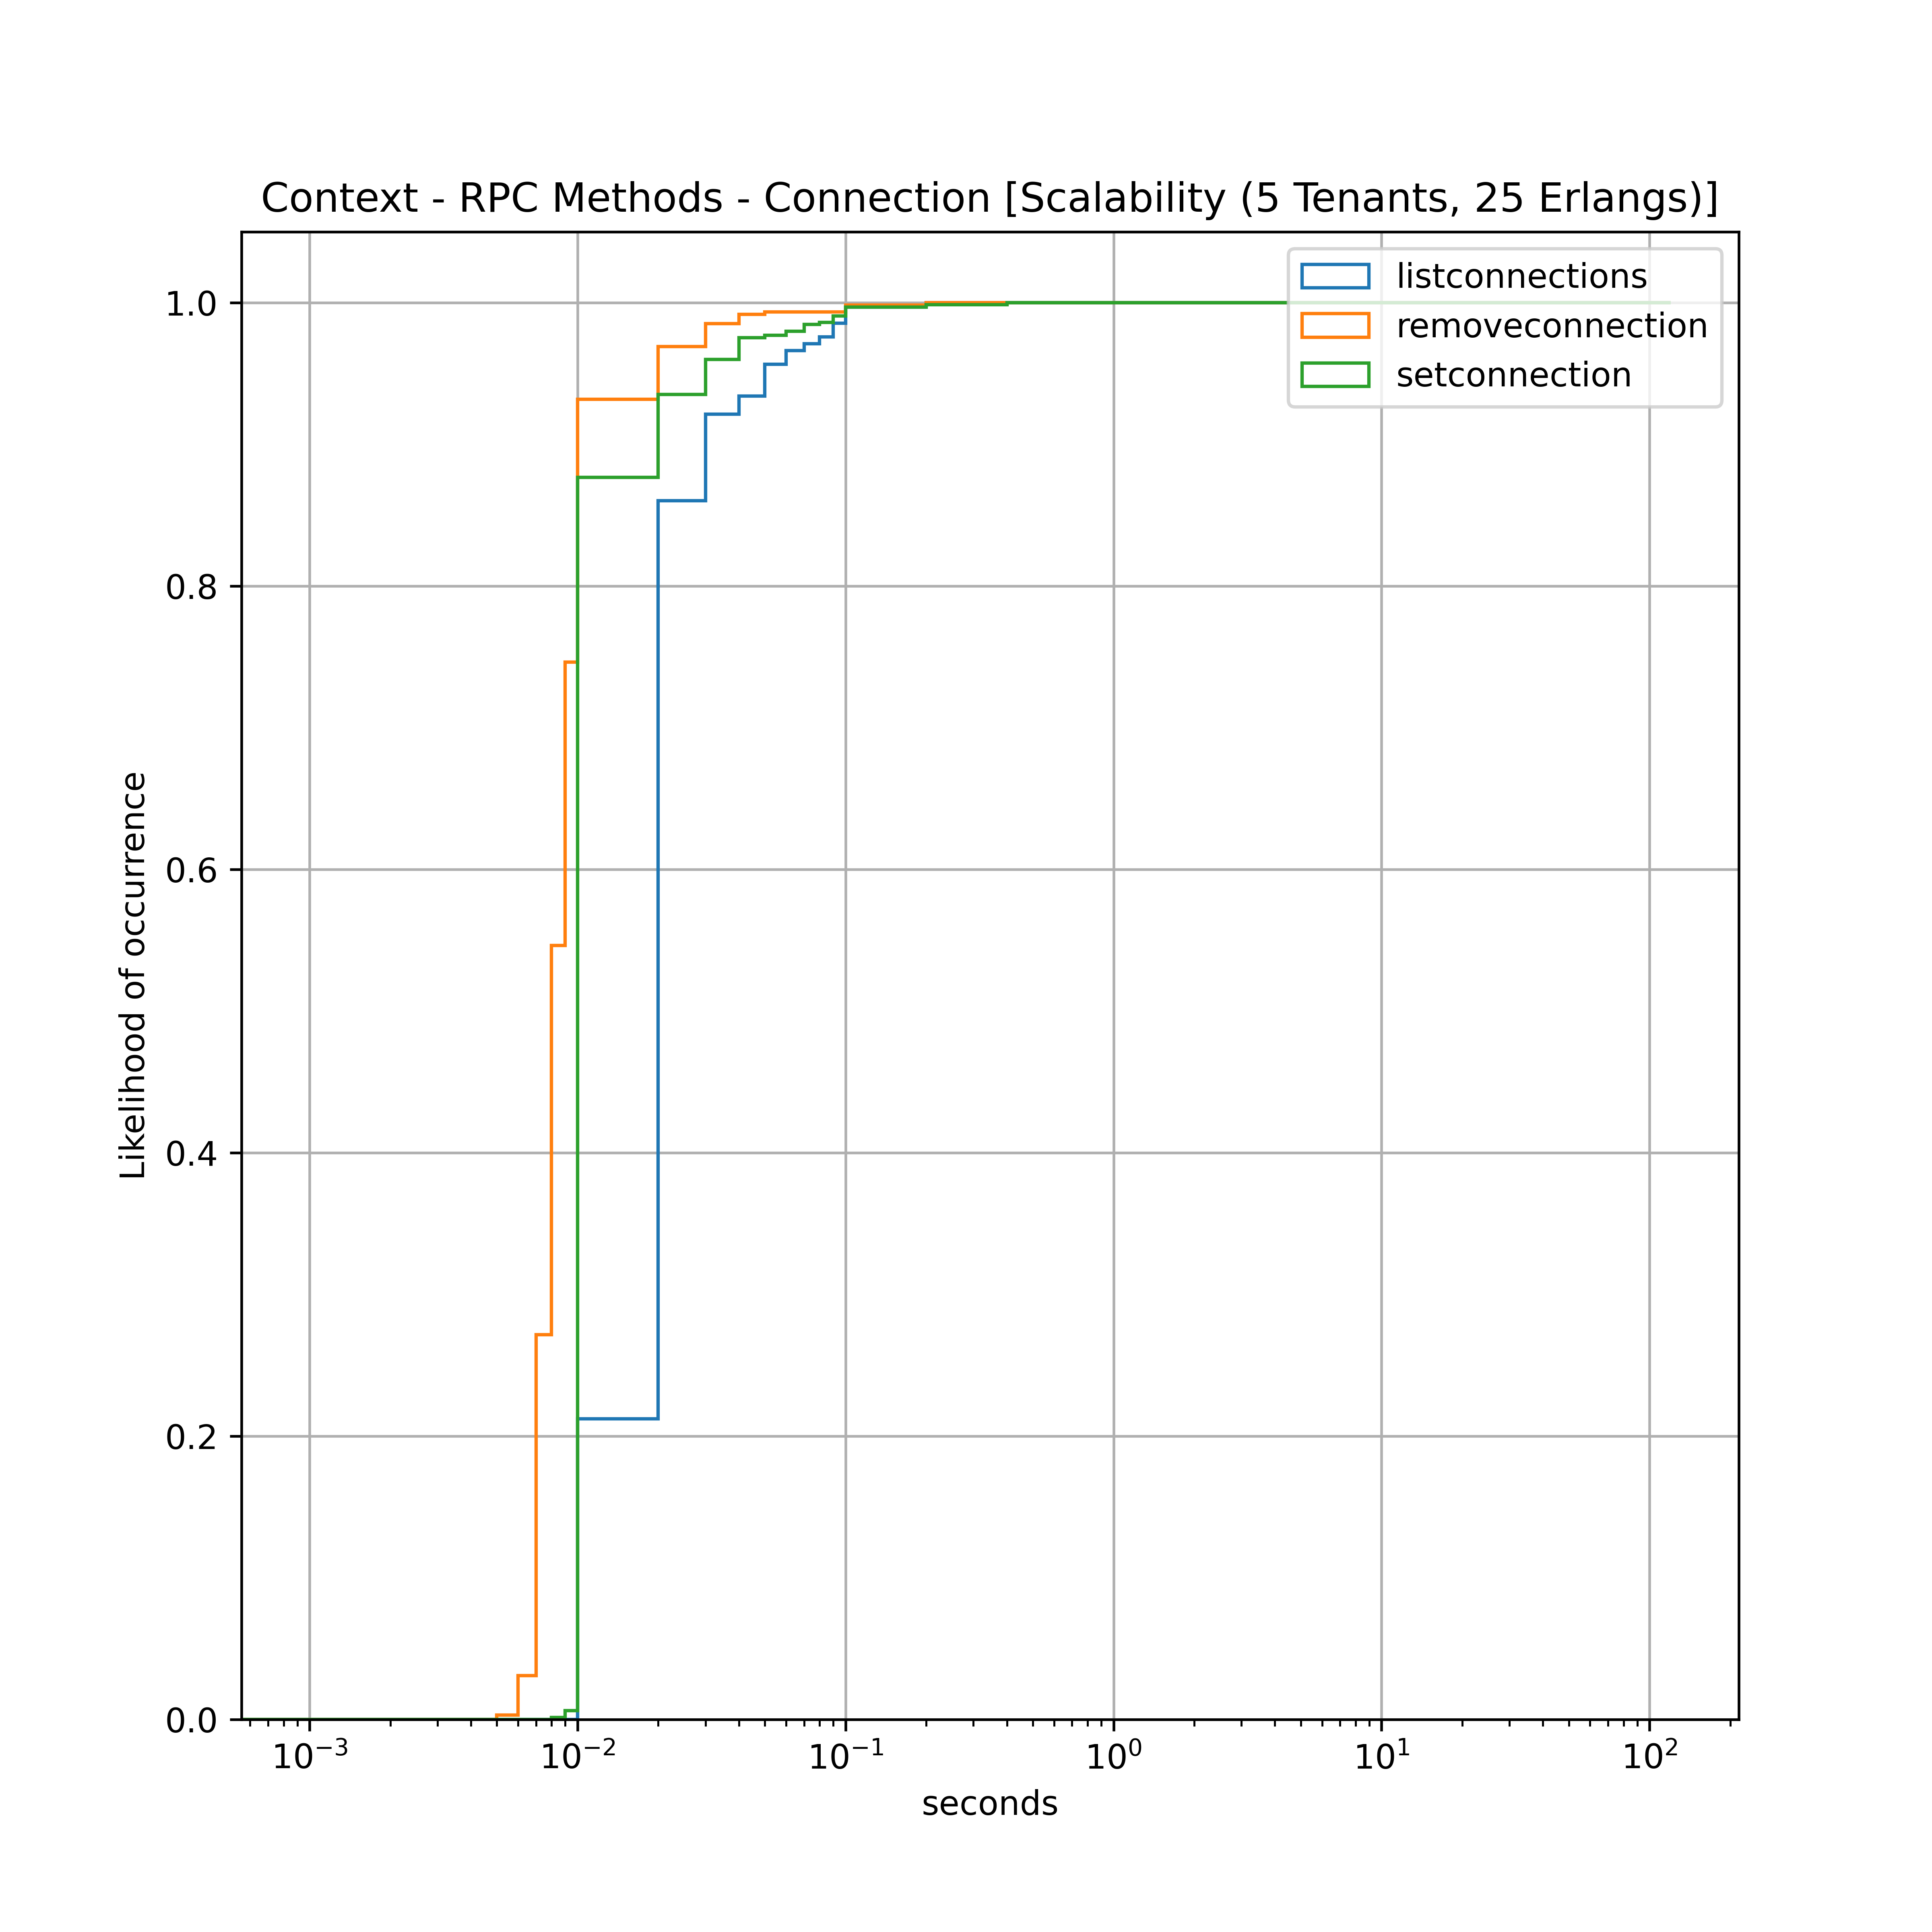 Context - RPC Methods - Connection [Scalability (5 Tenants, 25 Erlangs)]
listconnections
removeconnection
setconnection
1.0
0.8
0.6
0.4
0.2
0.0
Likelihood of occurrence
10⁻³ 10⁻² 10⁻¹ 10⁰ 10¹ 10²
seconds